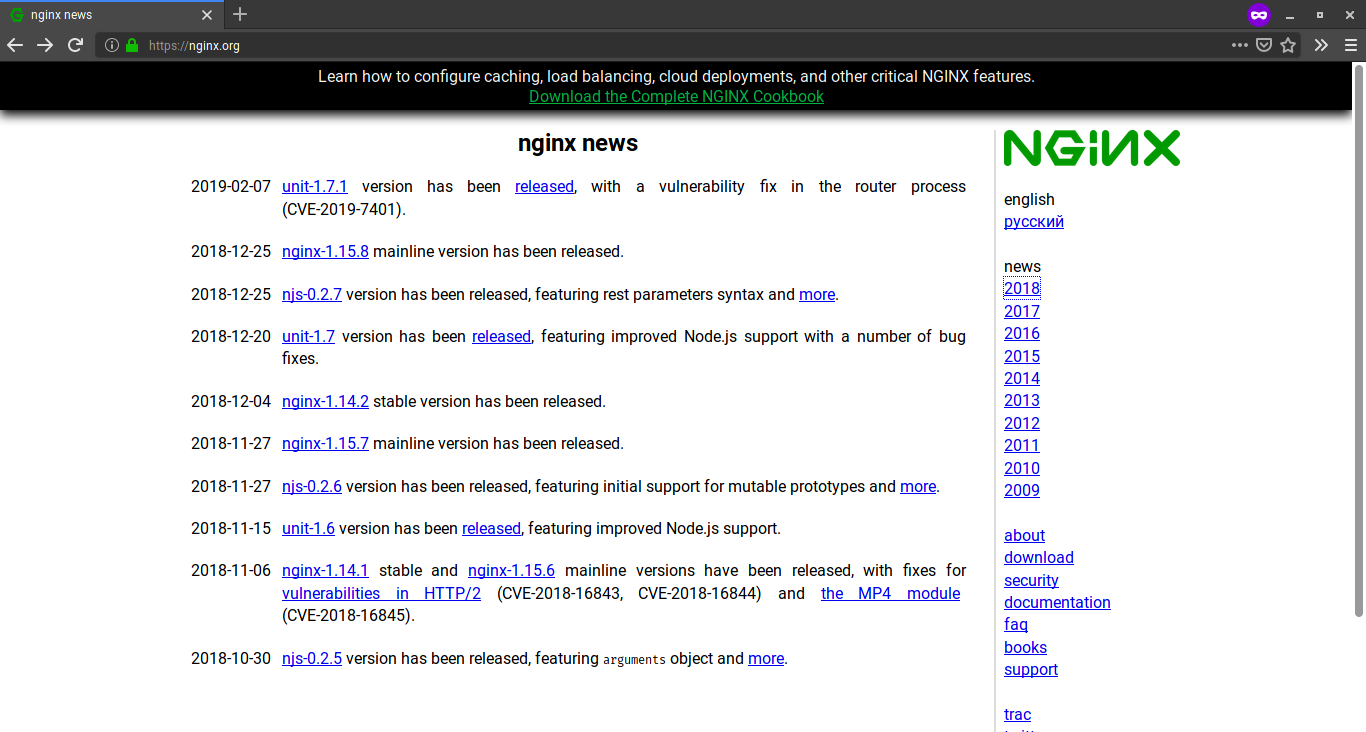 nginx news
https://nginx.org
Learn how to configure caching, load balancing, cloud deployments, and other critical NGINX features.
Download the Complete NGINX Cookbook
nginx news
2019-02-07 unit-1.7.1 version has been released, with a vulnerability fix in the router process
(CVE-2019-7401).
2018-12-25 nginx-1.15.8 mainline version has been released.
2018-12-25 njs-0.2.7 version has been released, featuring rest parameters syntax and more.
2018-12-20 unit-1.7 version has been released, featuring improved Node.js support with a number of bug
fixes.
2018-12-04 nginx-1.14.2 stable version has been released.
2018-11-27 nginx-1.15.7 mainline version has been released.
2018-11-27 njs-0.2.6 version has been released, featuring initial support for mutable prototypes and more.
2018-11-15 unit-1.6 version has been released, featuring improved Node.js support.
2018-11-06 nginx-1.14.1 stable and nginx-1.15.6 mainline versions have been released, with fixes for
vulnerabilities in HTTP/2 (CVE-2018-16843, CVE-2018-16844) and the MP4 module
(CVE-2018-16845).
2018-10-30 njs-0.2.5 version has been released, featuring arguments object and more.
NGINX
english
русский
news
2018
2017
2016
2015
2014
2013
2012
2011
2010
2009
about
download
security
documentation
faq
books
support
trac